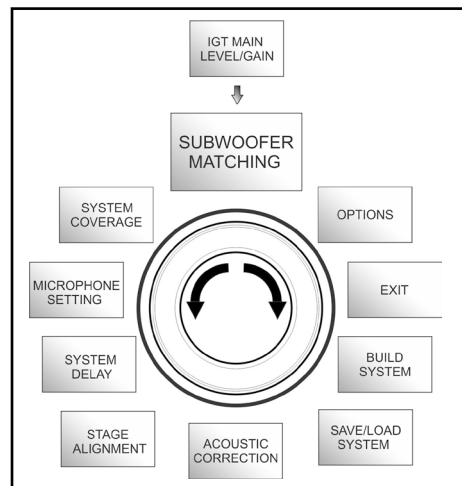 IGT MAIN
LEVEL/GAIN
SUBWOOFER
MATCHING
SYSTEM
COVERAGE
OPTIONS
MICROPHONE
SETTING
EXIT
SYSTEM
DELAY
BUILD
SYSTEM
STAGE
ALIGNMENT
ACOUSTIC
CORRECTION
SAVE/LOAD
SYSTEM